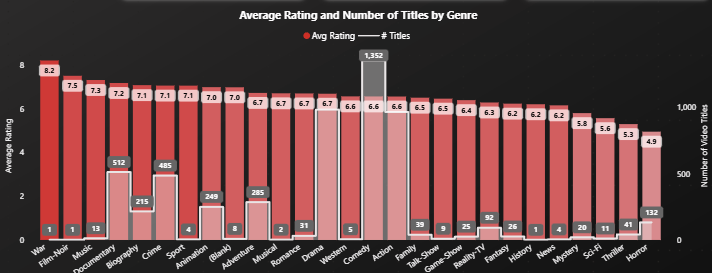 Average Rating and Number of Titles by Genre
Avg Rating # Titles
Average Rating
8
6
4
2
0
8.2 7.5 7.3 7.2 7.1 7.1 7.1 7.0 7.0 6.7 6.7 6.7 6.7 6.6 6.6 6.6 6.5 6.5 6.4 6.3 6.2 6.2 6.2 5.8 5.6 5.3 4.9
1 1 13 512 215 485 4 249 8 285 2 31 5 1,352 39 9 25 92 26 1 4 20 11 41 132
1,000
500
0
Number of Video Titles
War Film-Noir Music Documentary Biography Crime Sport Animation (Blank) Adventure Musical Romance Drama Western Comedy Action Family Talk-Show Game-Show Reality-TV Fantasy History News Mystery Sci-Fi Thriller Horror